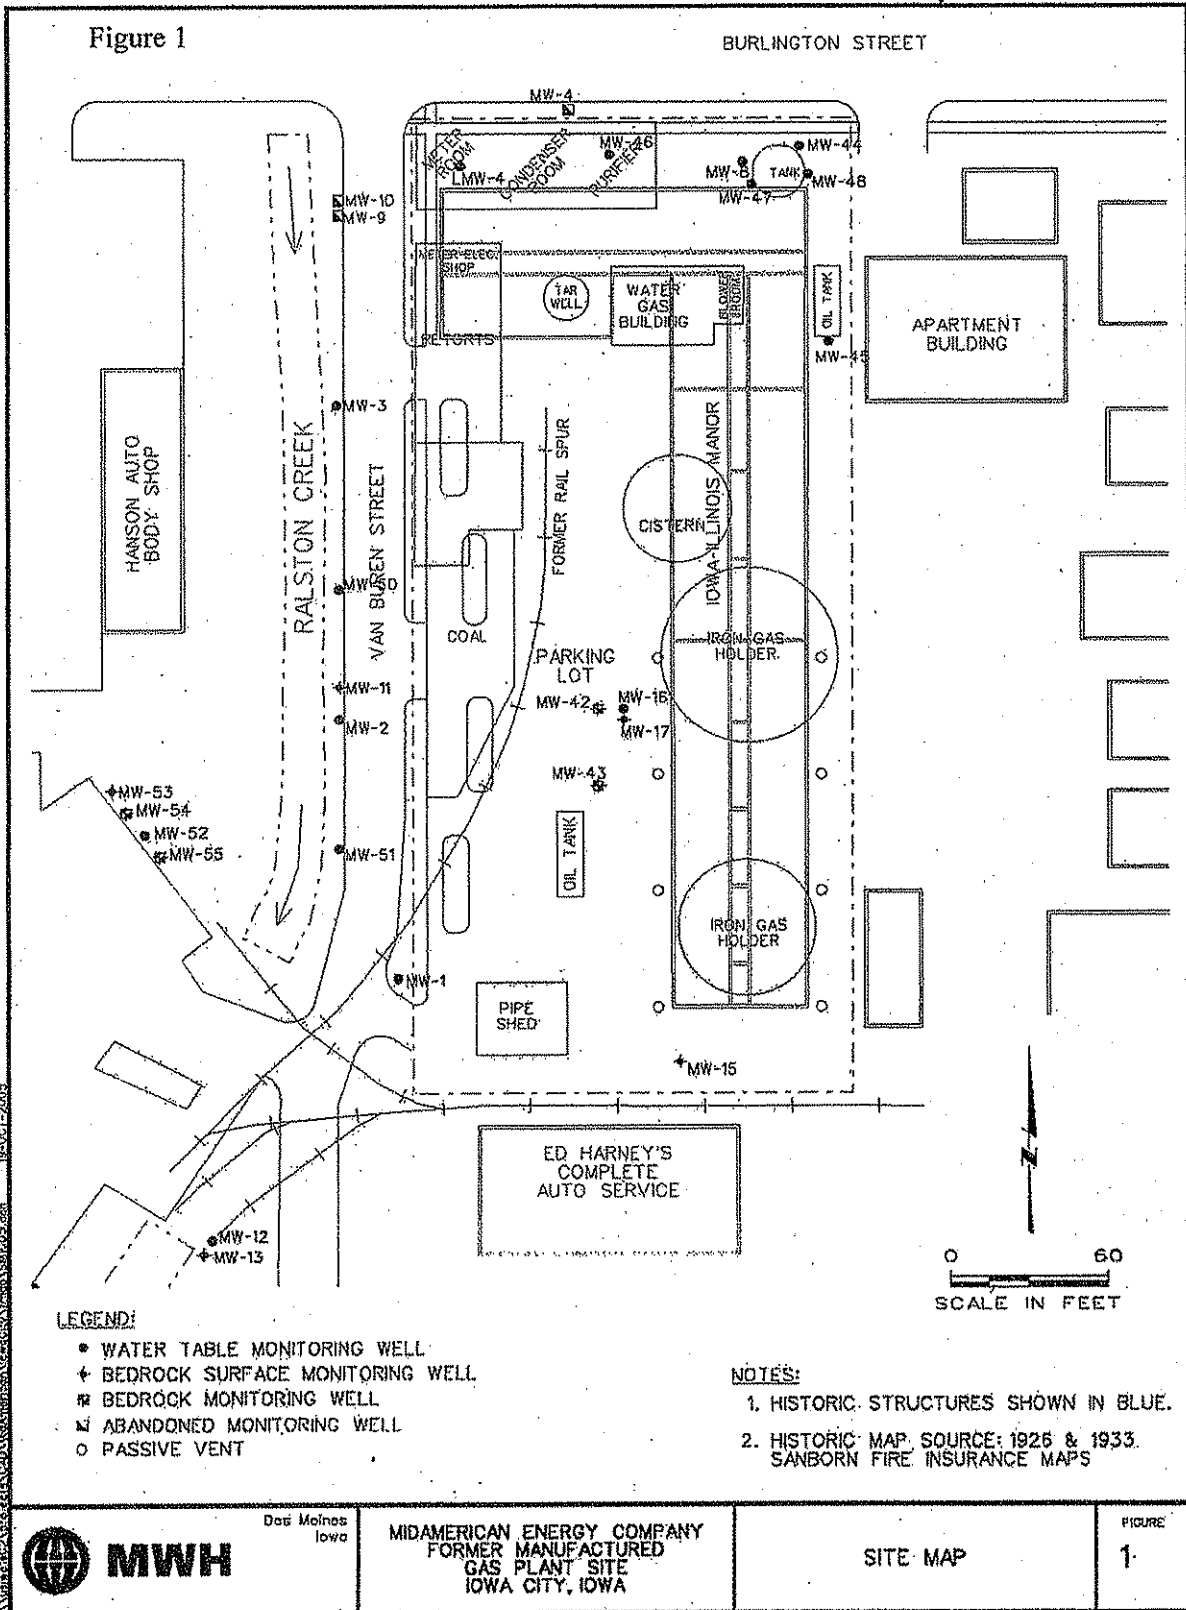 Figure 1
BURLINGTON STREET
MW-4
METER
ROOM
LMW-4
CONDENSER
ROOM
PURIFIER
MW-46
MW-8
MW-47
TANK
MW-44
MW-48
MW-10
MW-9
METER-ELEC.
SHOP
TAR
WELL
WATER
GAS
BUILDING
BLOWER
OIL TANK
MW-45
APARTMENT
BUILDING
RETORTS
HANSON AUTO
BODY SHOP
RALSTON CREEK
VAN BUREN STREET
MW-3
FORMER RAIL SPUR
CISTERN
IOWA-ILLINOIS MANOR
MW-50
COAL
PARKING
LOT
IRON GAS
HOLDER
MW-11
MW-2
MW-42
MW-16
MW-17
MW-43
MW-53
MW-54
MW-52
MW-55
MW-51
OIL TANK
IRON GAS
HOLDER
MW-1
PIPE
SHED
MW-15
ED HARNEY'S
COMPLETE
AUTO SERVICE
MW-12
MW-13
N
0 60
SCALE IN FEET
LEGEND:
WATER TABLE MONITORING WELL
BEDROCK SURFACE MONITORING WELL
BEDROCK MONITORING WELL
ABANDONED MONITORING WELL
PASSIVE VENT
NOTES:
1. HISTORIC STRUCTURES SHOWN IN BLUE.
2. HISTORIC MAP SOURCE: 1926 & 1933
SANBORN FIRE INSURANCE MAPS
MWH
Des Moines
Iowa
MIDAMERICAN ENERGY COMPANY
FORMER MANUFACTURED
GAS PLANT SITE
IOWA CITY, IOWA
SITE MAP
FIGURE
1